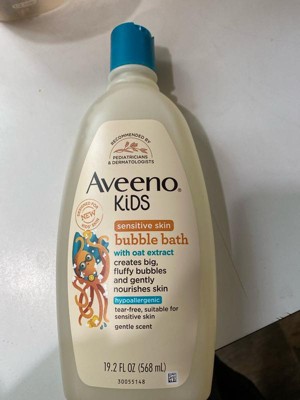 RECOMMENDED BY
PEDIATRICIANS
& DERMATOLOGISTS
Aveeno®
KiDS
NEW
sensitive skin
bubble bath
with oat extract
creates big,
fluffy bubbles
and gently
nourishes skin
hypoallergenic
tear-free, suitable for
sensitive skin
gentle scent
19.2 FL OZ (568 mL)
30055148